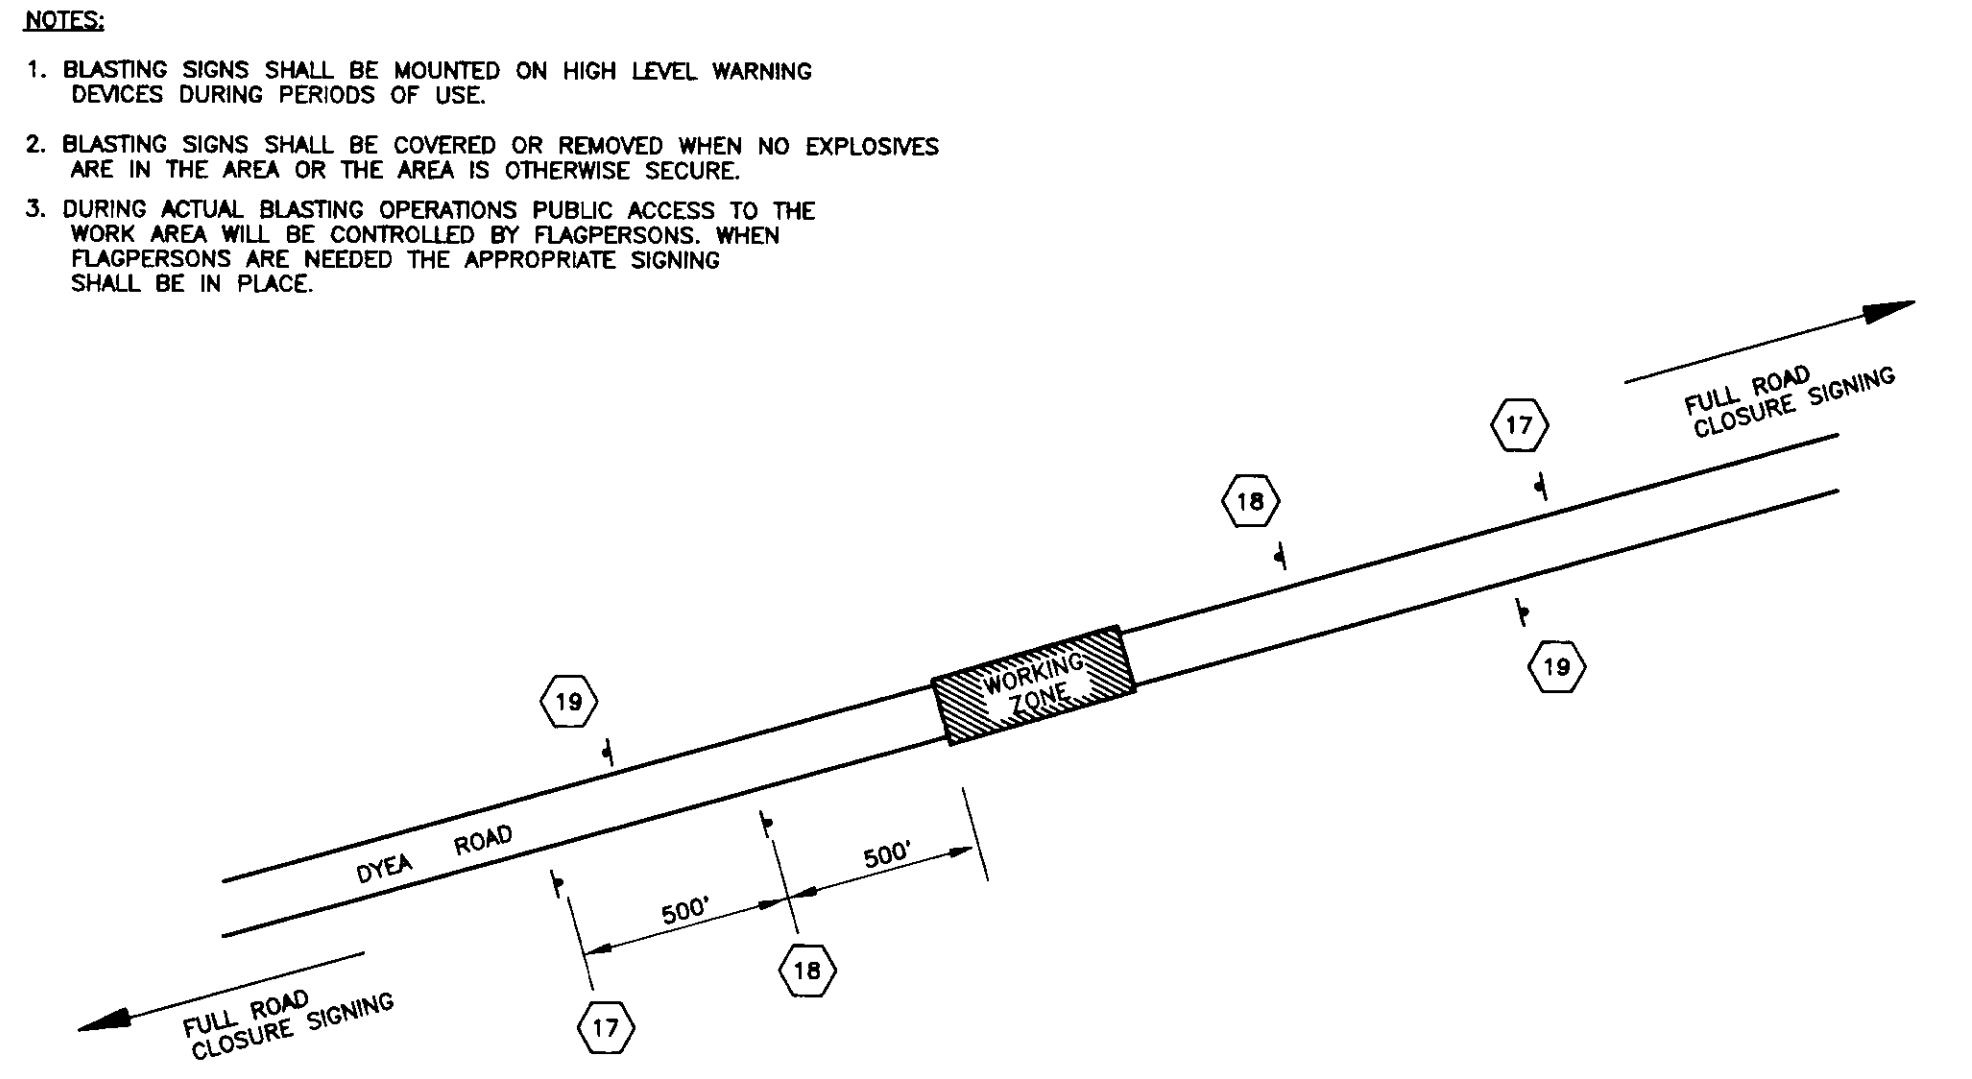 NOTES:
1. BLASTING SIGNS SHALL BE MOUNTED ON HIGH LEVEL WARNING
DEVICES DURING PERIODS OF USE.
2. BLASTING SIGNS SHALL BE COVERED OR REMOVED WHEN NO EXPLOSIVES
ARE IN THE AREA OR THE AREA IS OTHERWISE SECURE.
3. DURING ACTUAL BLASTING OPERATIONS PUBLIC ACCESS TO THE
WORK AREA WILL BE CONTROLLED BY FLAGPERSONS. WHEN
FLAGPERSONS ARE NEEDED THE APPROPRIATE SIGNING
SHALL BE IN PLACE.
FULL ROAD
CLOSURE SIGNING
17
18
WORKING
ZONE
19
19
DYEA ROAD
500'
500'
18
17
FULL ROAD
CLOSURE SIGNING